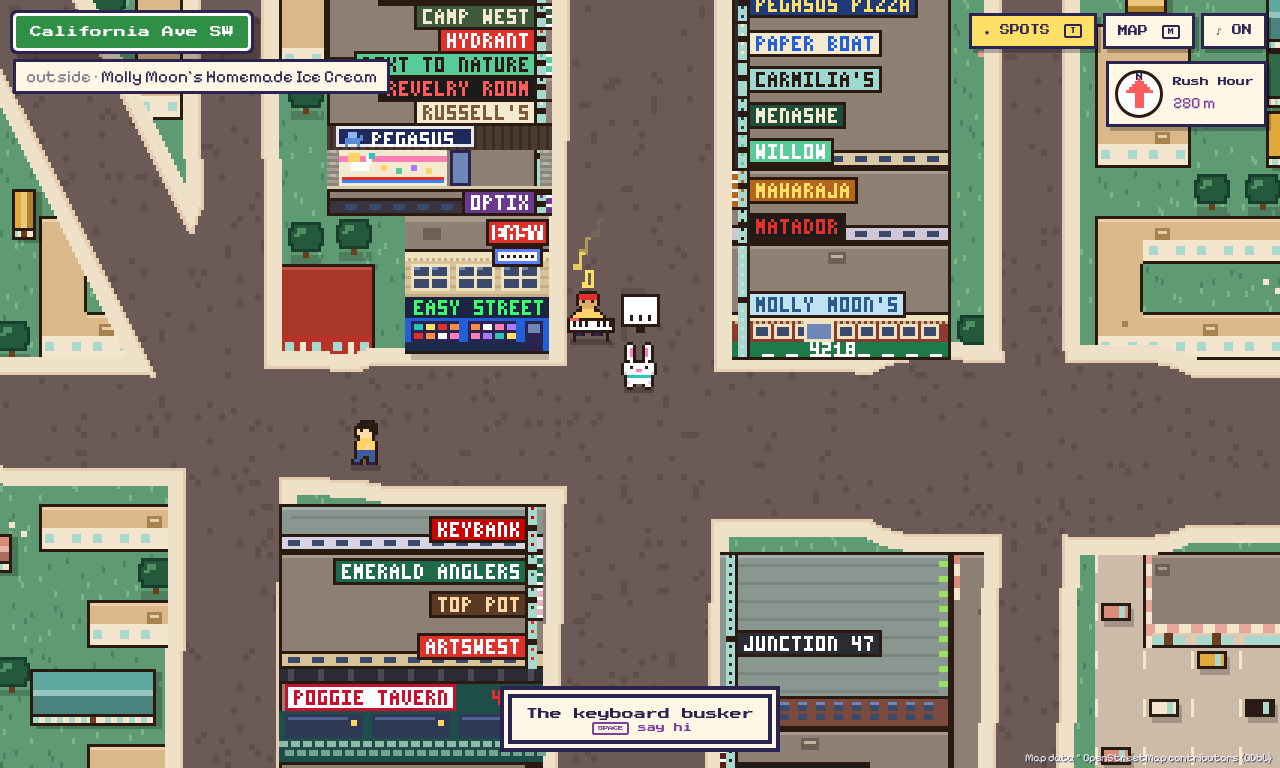 California Ave SW
outside · Molly Moon's Homemade Ice Cream
CAMP WEST
HYDRANT
XT TO NATURE
REVELRY ROOM
RUSSELL'S
PEGASUS
OPTIX
EASY
EASY STREET
PEGASUS PIZZA
PAPER BOAT
CARMILIA'S
MENASHE
WILLOW
MAHARAJA
MATADOR
MOLLY MOON'S
4218
★ SPOTS T
MAP M
♪ ON
N
Rush Hour
280 m
KEYBANK
EMERALD ANGLERS
TOP POT
ARTSWEST
POGGIE TAVERN
4
JUNCTION 47
The keyboard busker
SPACE say hi
Map data © OpenStreetMap contributors (ODbL)